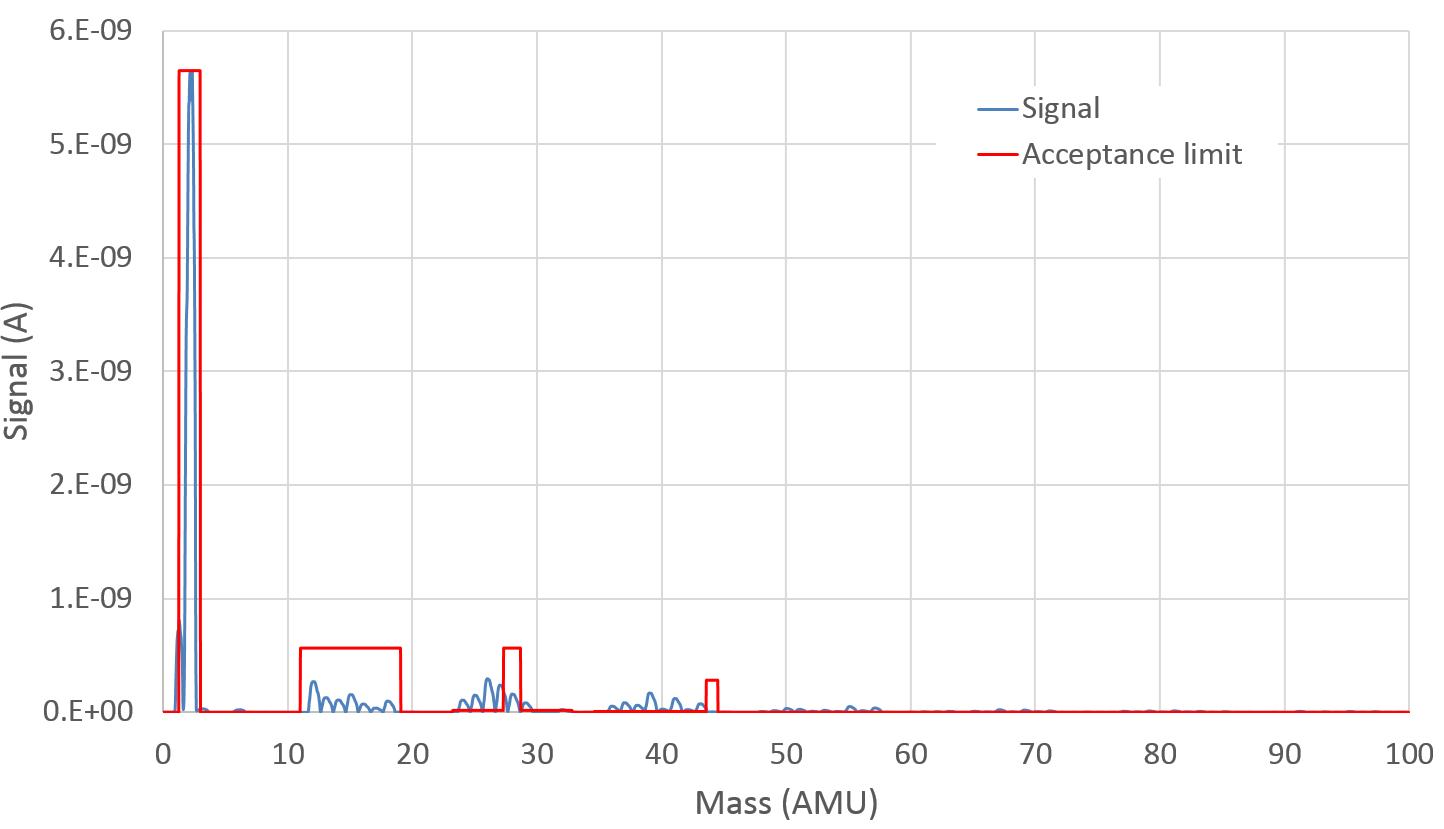 6.E-09
5.E-09
4.E-09
3.E-09
2.E-09
1.E-09
0.E+00
Signal (A)
Signal
Acceptance limit
0 10 20 30 40 50 60 70 80 90 100
Mass (AMU)